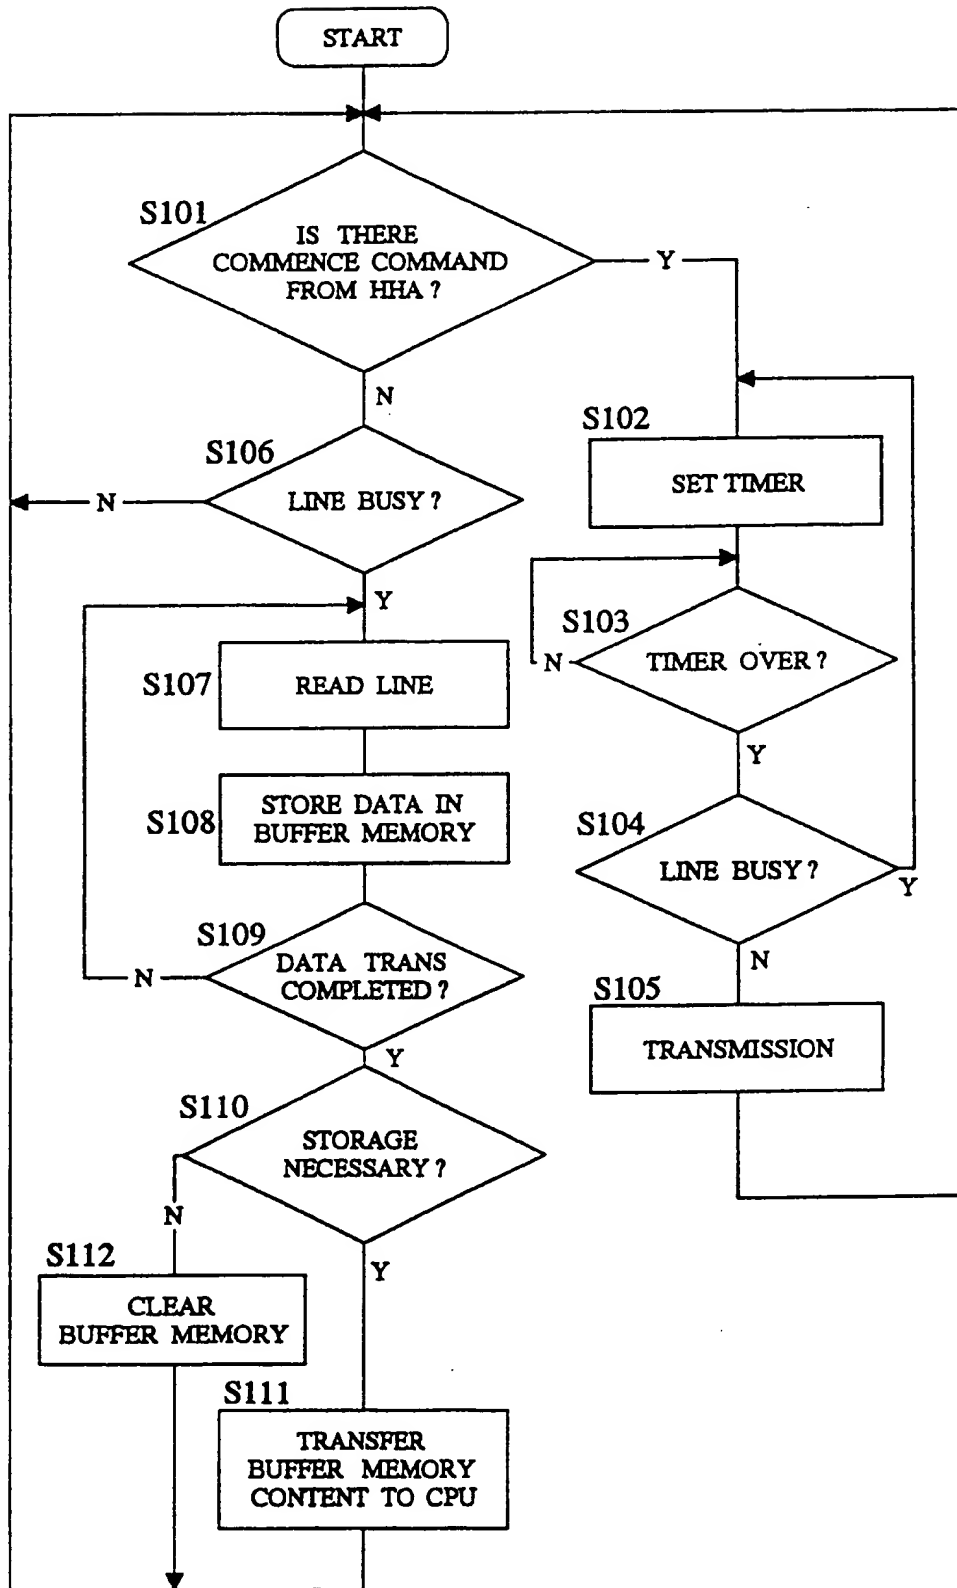 START
S101
IS THERE
COMMENCE COMMAND
FROM HHA ?
Y
N
S106
LINE BUSY ?
N
Y
S102
SET TIMER
S103
TIMER OVER ?
N
Y
S107
READ LINE
S108
STORE DATA IN
BUFFER MEMORY
S104
LINE BUSY ?
Y
N
S109
DATA TRANS
COMPLETED ?
N
Y
S105
TRANSMISSION
S110
STORAGE
NECESSARY ?
N
Y
S112
CLEAR
BUFFER MEMORY
S111
TRANSFER
BUFFER MEMORY
CONTENT TO CPU